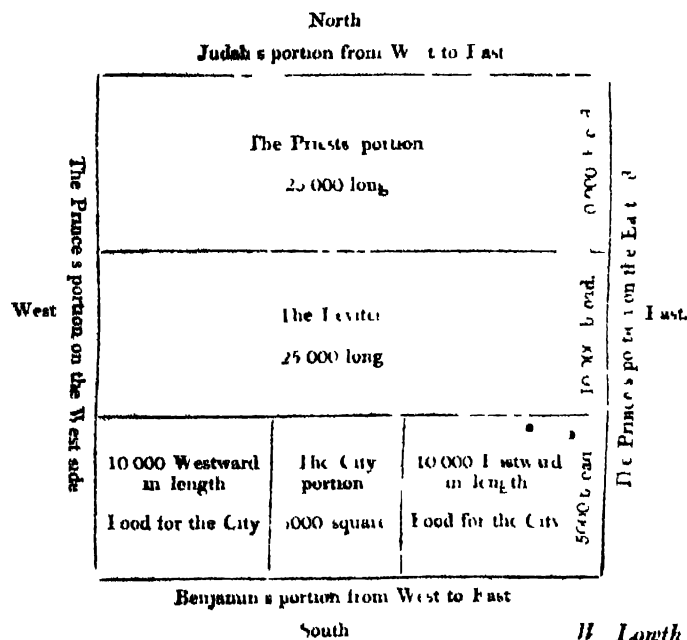 North
Judah s portion from W t to East
The Priests portion
25 000 long
The Prince s portion on the West side
West
The Levites
25 000 long
10 000 broad.
The Prince s portion on the East
East.
10 000 Westward
in length
Food for the City
The City
portion
5000 square
10 000 Eastward
in length
Food for the City
5000 broad
Benjamin s portion from West to East
South
W Lowth